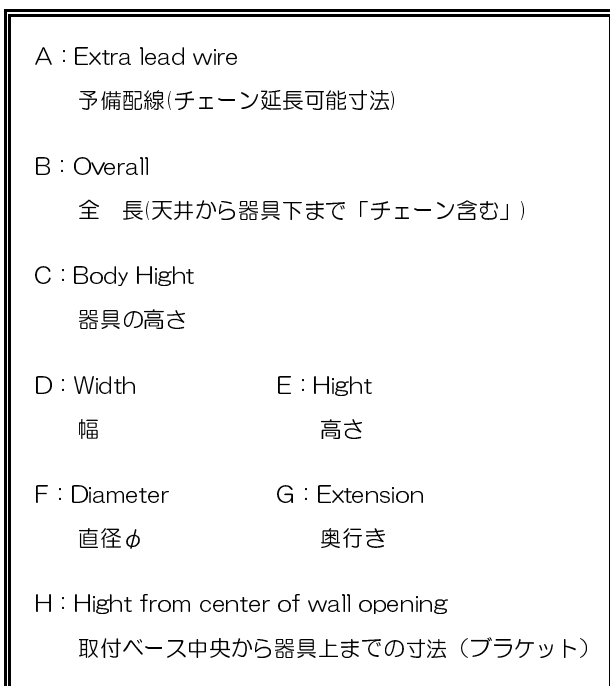 A：Extra lead wire
予備配線(チェーン延長可能寸法)
B：Overall
全　長(天井から器具下まで「チェーン含む」)
C：Body Hight
器具の高さ
D：Width　E：Hight
幅　高さ
F：Diameter　G：Extension
直径φ　奥行き
H：Hight from center of wall opening
取付ベース中央から器具上までの寸法（ブラケット）